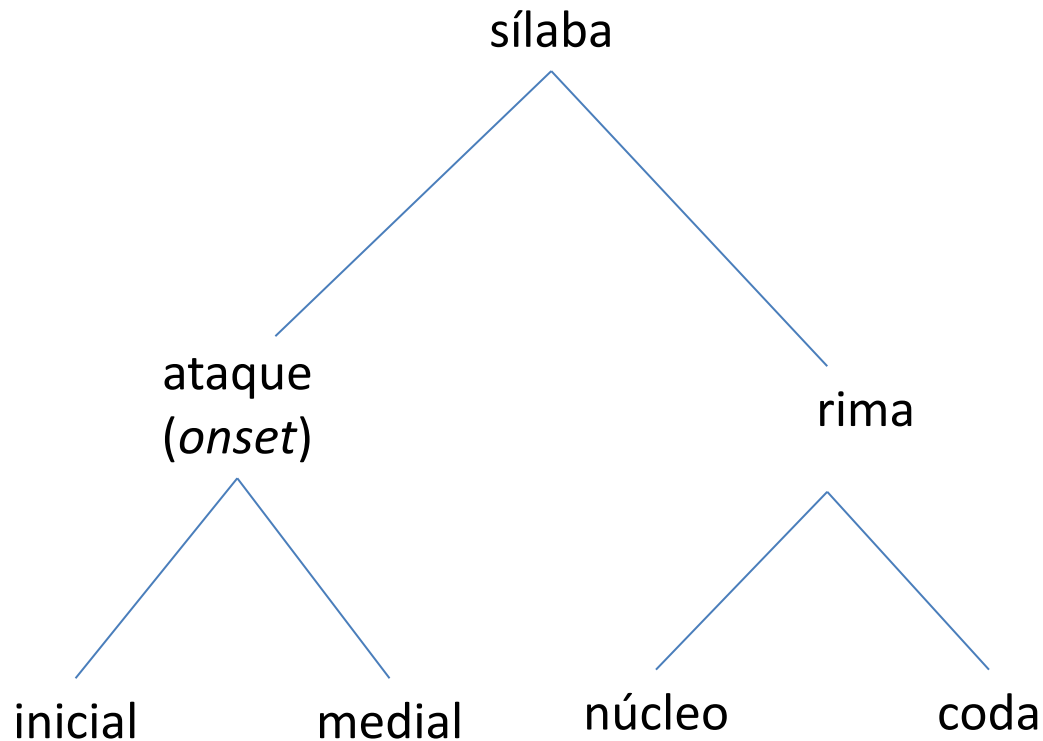 sílaba
ataque
(onset)
rima
inicial
medial
núcleo
coda